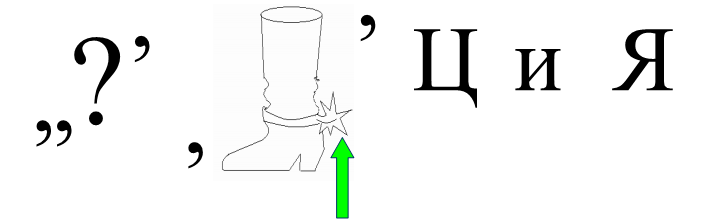 ,,?’ , ’ Ц и Я